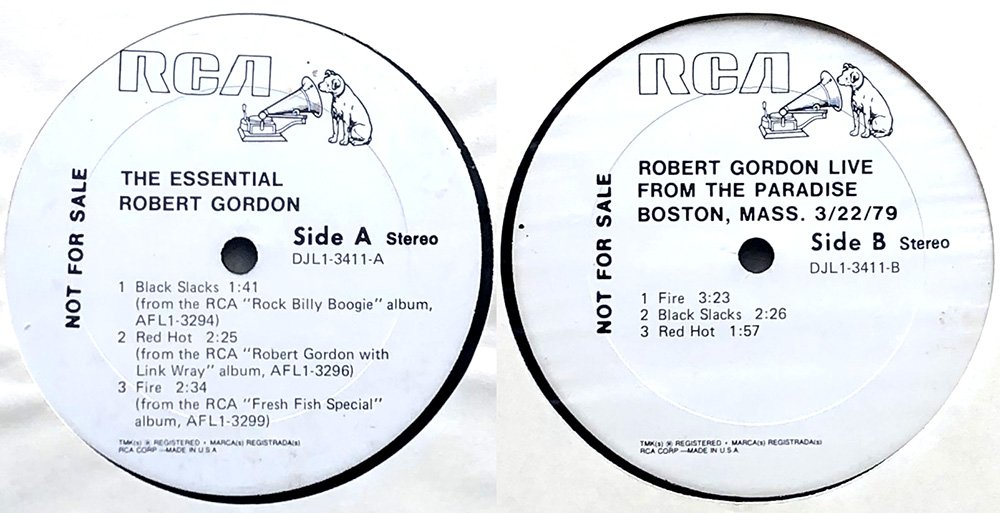 RCA
NOT FOR SALE
THE ESSENTIAL
ROBERT GORDON
Side A Stereo
DJL1-3411-A
1 Black Slacks 1:41
(from the RCA "Rock Billy Boogie" album,
AFL1-3294)
2 Red Hot 2:25
(from the RCA "Robert Gordon with
Link Wray" album, AFL1-3296)
3 Fire 2:34
(from the RCA "Fresh Fish Special"
album, AFL1-3299)
TMK(s) ® REGISTERED • MARCA(s) REGISTRADA(s)
RCA CORP —MADE IN U.S.A.
RCA
NOT FOR SALE
ROBERT GORDON LIVE
FROM THE PARADISE
BOSTON, MASS. 3/22/79
Side B Stereo
DJL1-3411-B
1 Fire 3:23
2 Black Slacks 2:26
3 Red Hot 1:57
TMK(s) ® REGISTERED • MARCA(s) REGISTRADA(s)
RCA CORP —MADE IN U.S.A.